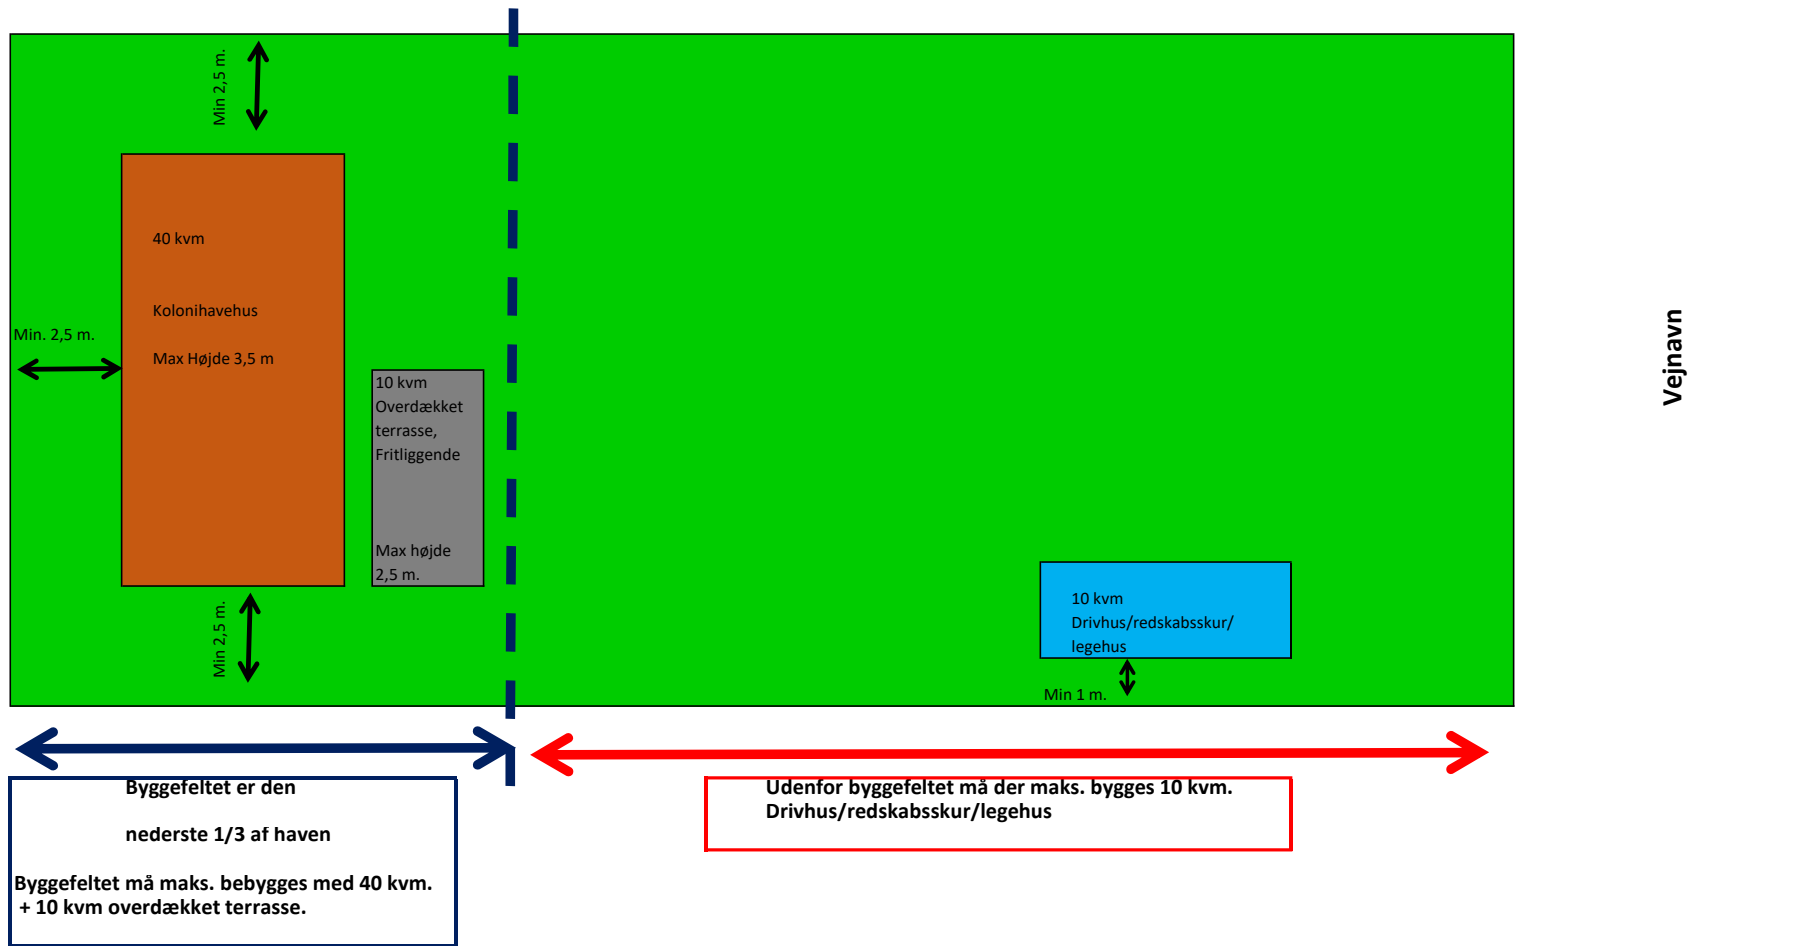 Min 2,5 m.
40 kvm
Kolonihavehus
Max Højde 3,5 m
Min. 2,5 m.
10 kvm
Overdækket
terrasse,
Fritliggende
Max højde
2,5 m.
Min 2,5 m.
10 kvm
Drivhus/redskabsskur/
legehus
Min 1 m.
Vejnavn
Byggefeltet er den
nederste 1/3 af haven
Byggefeltet må maks. bebygges med 40 kvm.
+ 10 kvm overdækket terrasse.
Udenfor byggefeltet må der maks. bygges 10 kvm.
Drivhus/redskabsskur/legehus